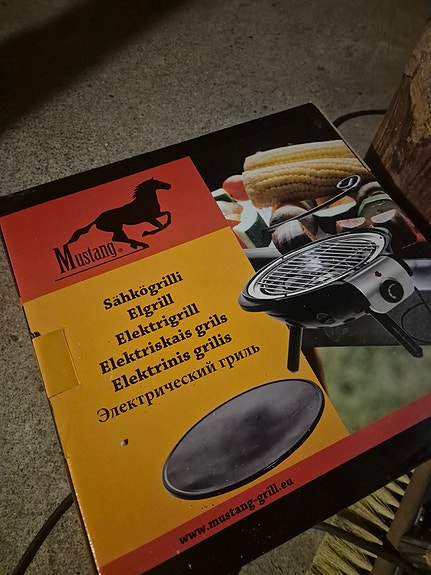 Mustang®
Sähkögrilli
Elgrill
Elektrigrill
Elektriskais grils
Elektrinis grilis
Электрический гриль
www.mustang-grill.eu